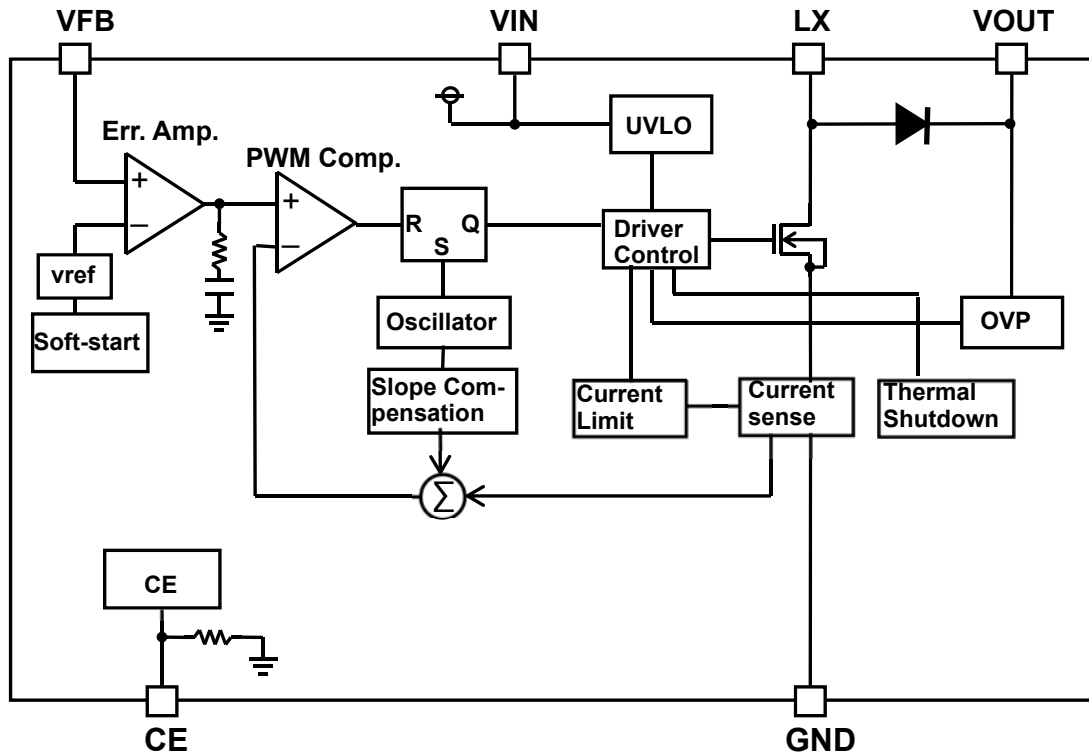 VFB
VIN
LX
VOUT
Err. Amp.
UVLO
PWM Comp.
+
−
+
−
R
Q
S
Driver
Control
vref
Soft-start
Oscillator
OVP
Slope Com-
pensation
Current
Limit
Current
sense
Thermal
Shutdown
Σ
CE
CE
GND